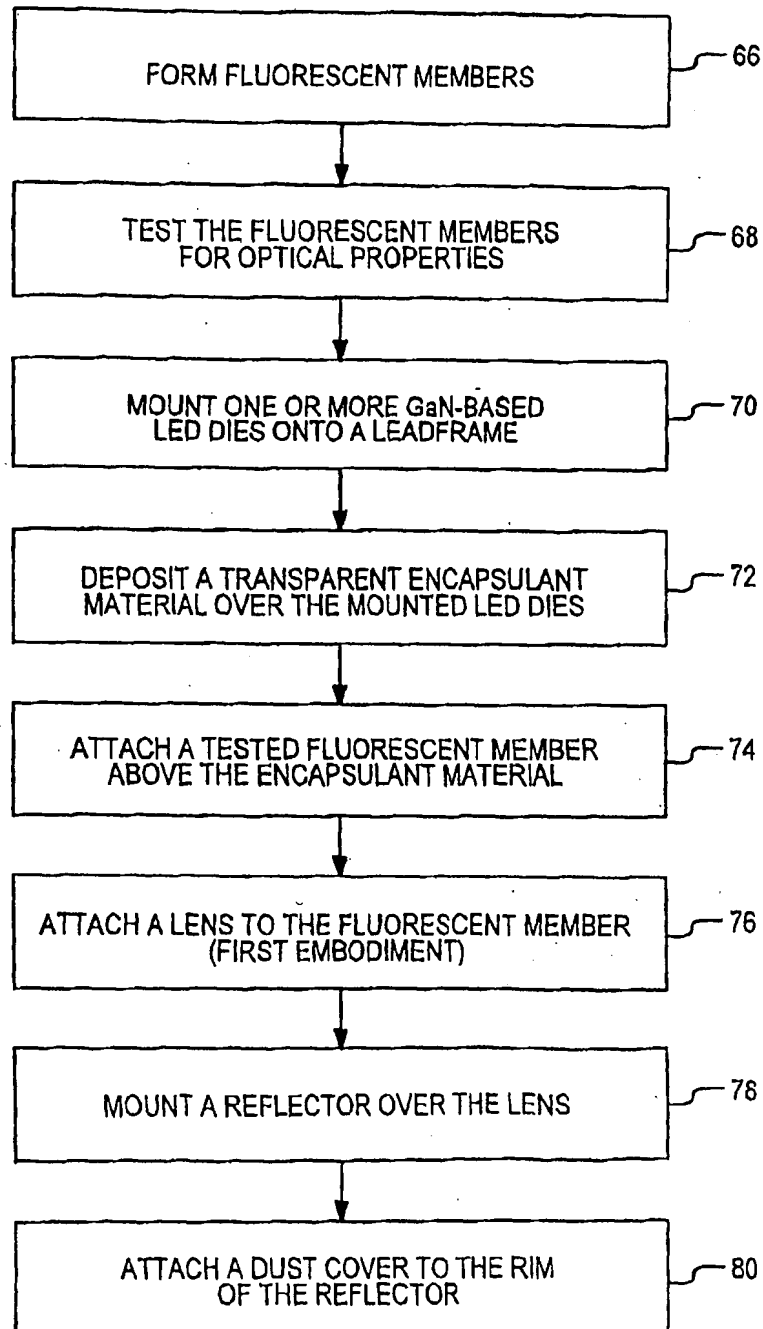 FORM FLUORESCENT MEMBERS
66
TEST THE FLUORESCENT MEMBERS
FOR OPTICAL PROPERTIES
68
MOUNT ONE OR MORE GaN-BASED
LED DIES ONTO A LEADFRAME
70
DEPOSIT A TRANSPARENT ENCAPSULANT
MATERIAL OVER THE MOUNTED LED DIES
72
ATTACH A TESTED FLUORESCENT MEMBER
ABOVE THE ENCAPSULANT MATERIAL
74
ATTACH A LENS TO THE FLUORESCENT MEMBER
(FIRST EMBODIMENT)
76
MOUNT A REFLECTOR OVER THE LENS
78
ATTACH A DUST COVER TO THE RIM
OF THE REFLECTOR
80